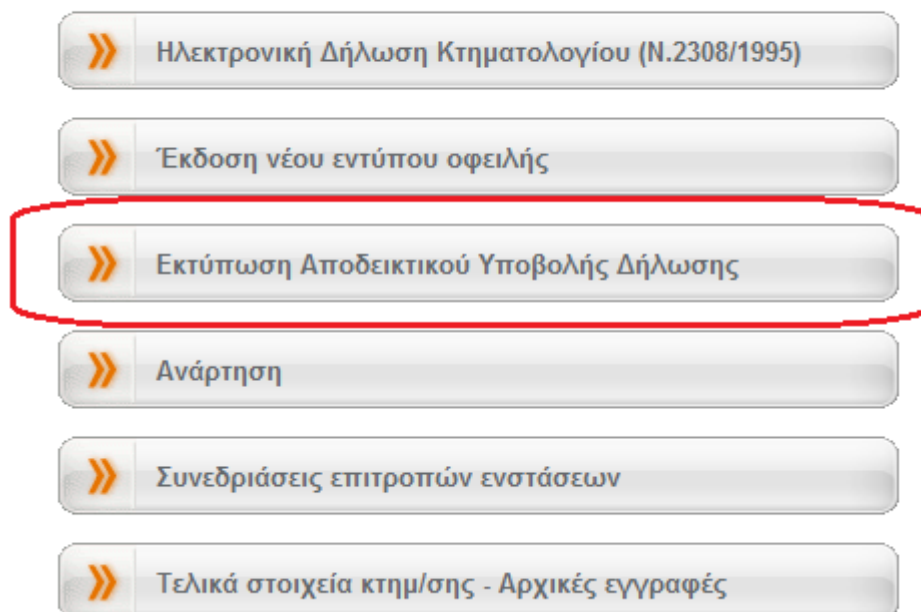 Ηλεκτρονική Δήλωση Κτηματολογίου (Ν.2308/1995)
Έκδοση νέου εντύπου οφειλής
Εκτύπωση Αποδεικτικού Υποβολής Δήλωσης
Ανάρτηση
Συνεδριάσεις επιτροπών ενστάσεων
Τελικά στοιχεία κτημ/σης - Αρχικές εγγραφές